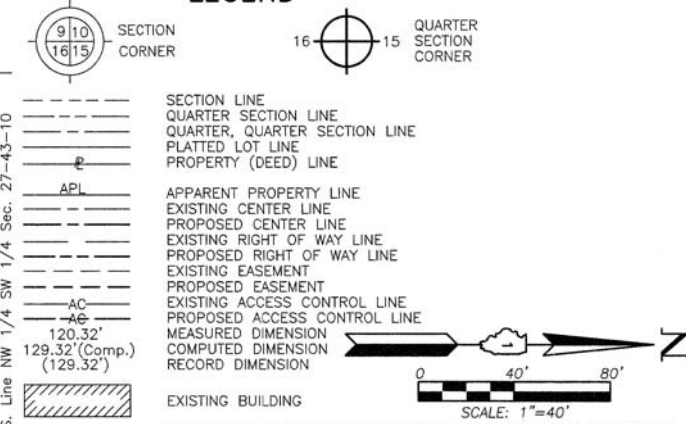 LEGEND
9 10
16 15
SECTION
CORNER
16
15
QUARTER
SECTION
CORNER
SECTION LINE
QUARTER SECTION LINE
QUARTER, QUARTER SECTION LINE
PLATTED LOT LINE
PROPERTY (DEED) LINE
APL APPARENT PROPERTY LINE
EXISTING CENTER LINE
PROPOSED CENTER LINE
EXISTING RIGHT OF WAY LINE
PROPOSED RIGHT OF WAY LINE
EXISTING EASEMENT
PROPOSED EASEMENT
AC EXISTING ACCESS CONTROL LINE
AC PROPOSED ACCESS CONTROL LINE
120.32' MEASURED DIMENSION
129.32'(Comp.) COMPUTED DIMENSION
(129.32') RECORD DIMENSION
EXISTING BUILDING
N
0 40' 80'
SCALE: 1"=40'
S. Line NW 1/4 SW 1/4 Sec. 27-43-10